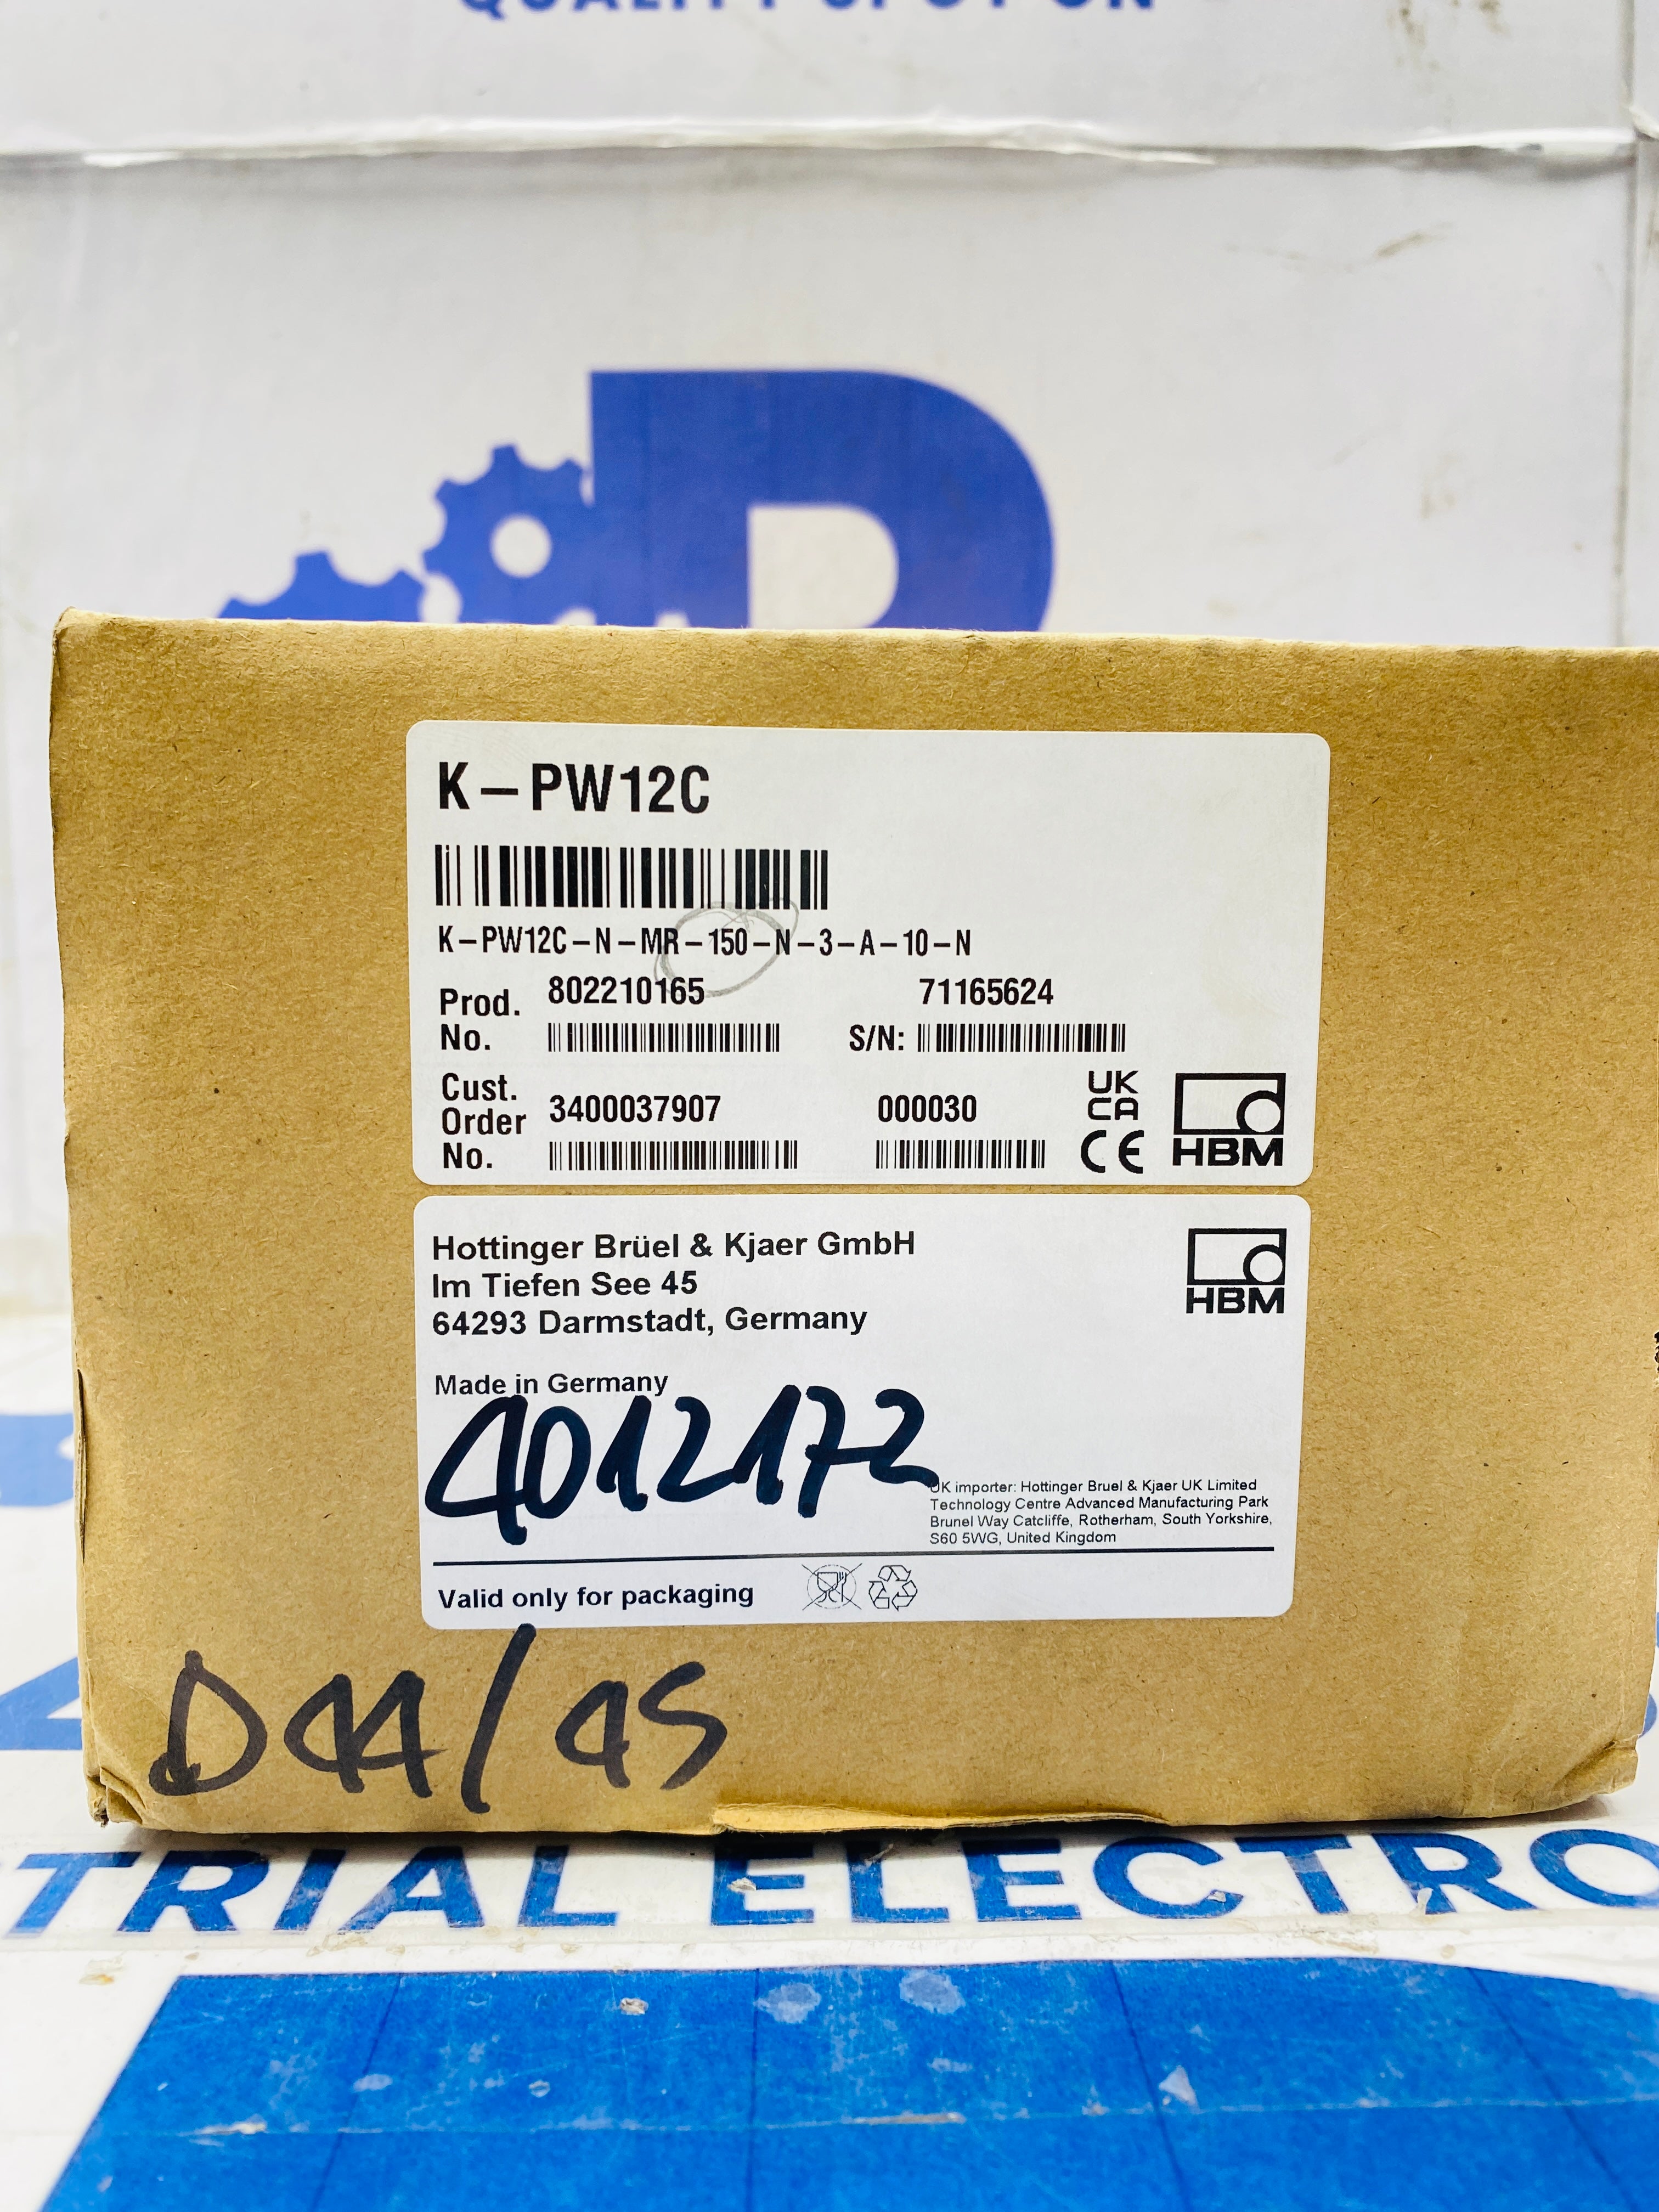 QUALITY SPOT ON
K-PW12C
K-PW12C-N-MR-150-N-3-A-10-N
Prod. No. 802210165
S/N: 71165624
Cust. Order No. 3400037907 000030
UK CA
CE
HBM
Hottinger Brüel & Kjaer GmbH
Im Tiefen See 45
64293 Darmstadt, Germany
HBM
Made in Germany
4012172
UK importer: Hottinger Bruel & Kjaer UK Limited
Technology Centre Advanced Manufacturing Park
Brunel Way Catcliffe, Rotherham, South Yorkshire,
S60 5WG, United Kingdom
Valid only for packaging
D44/45
TRIAL ELECTRO